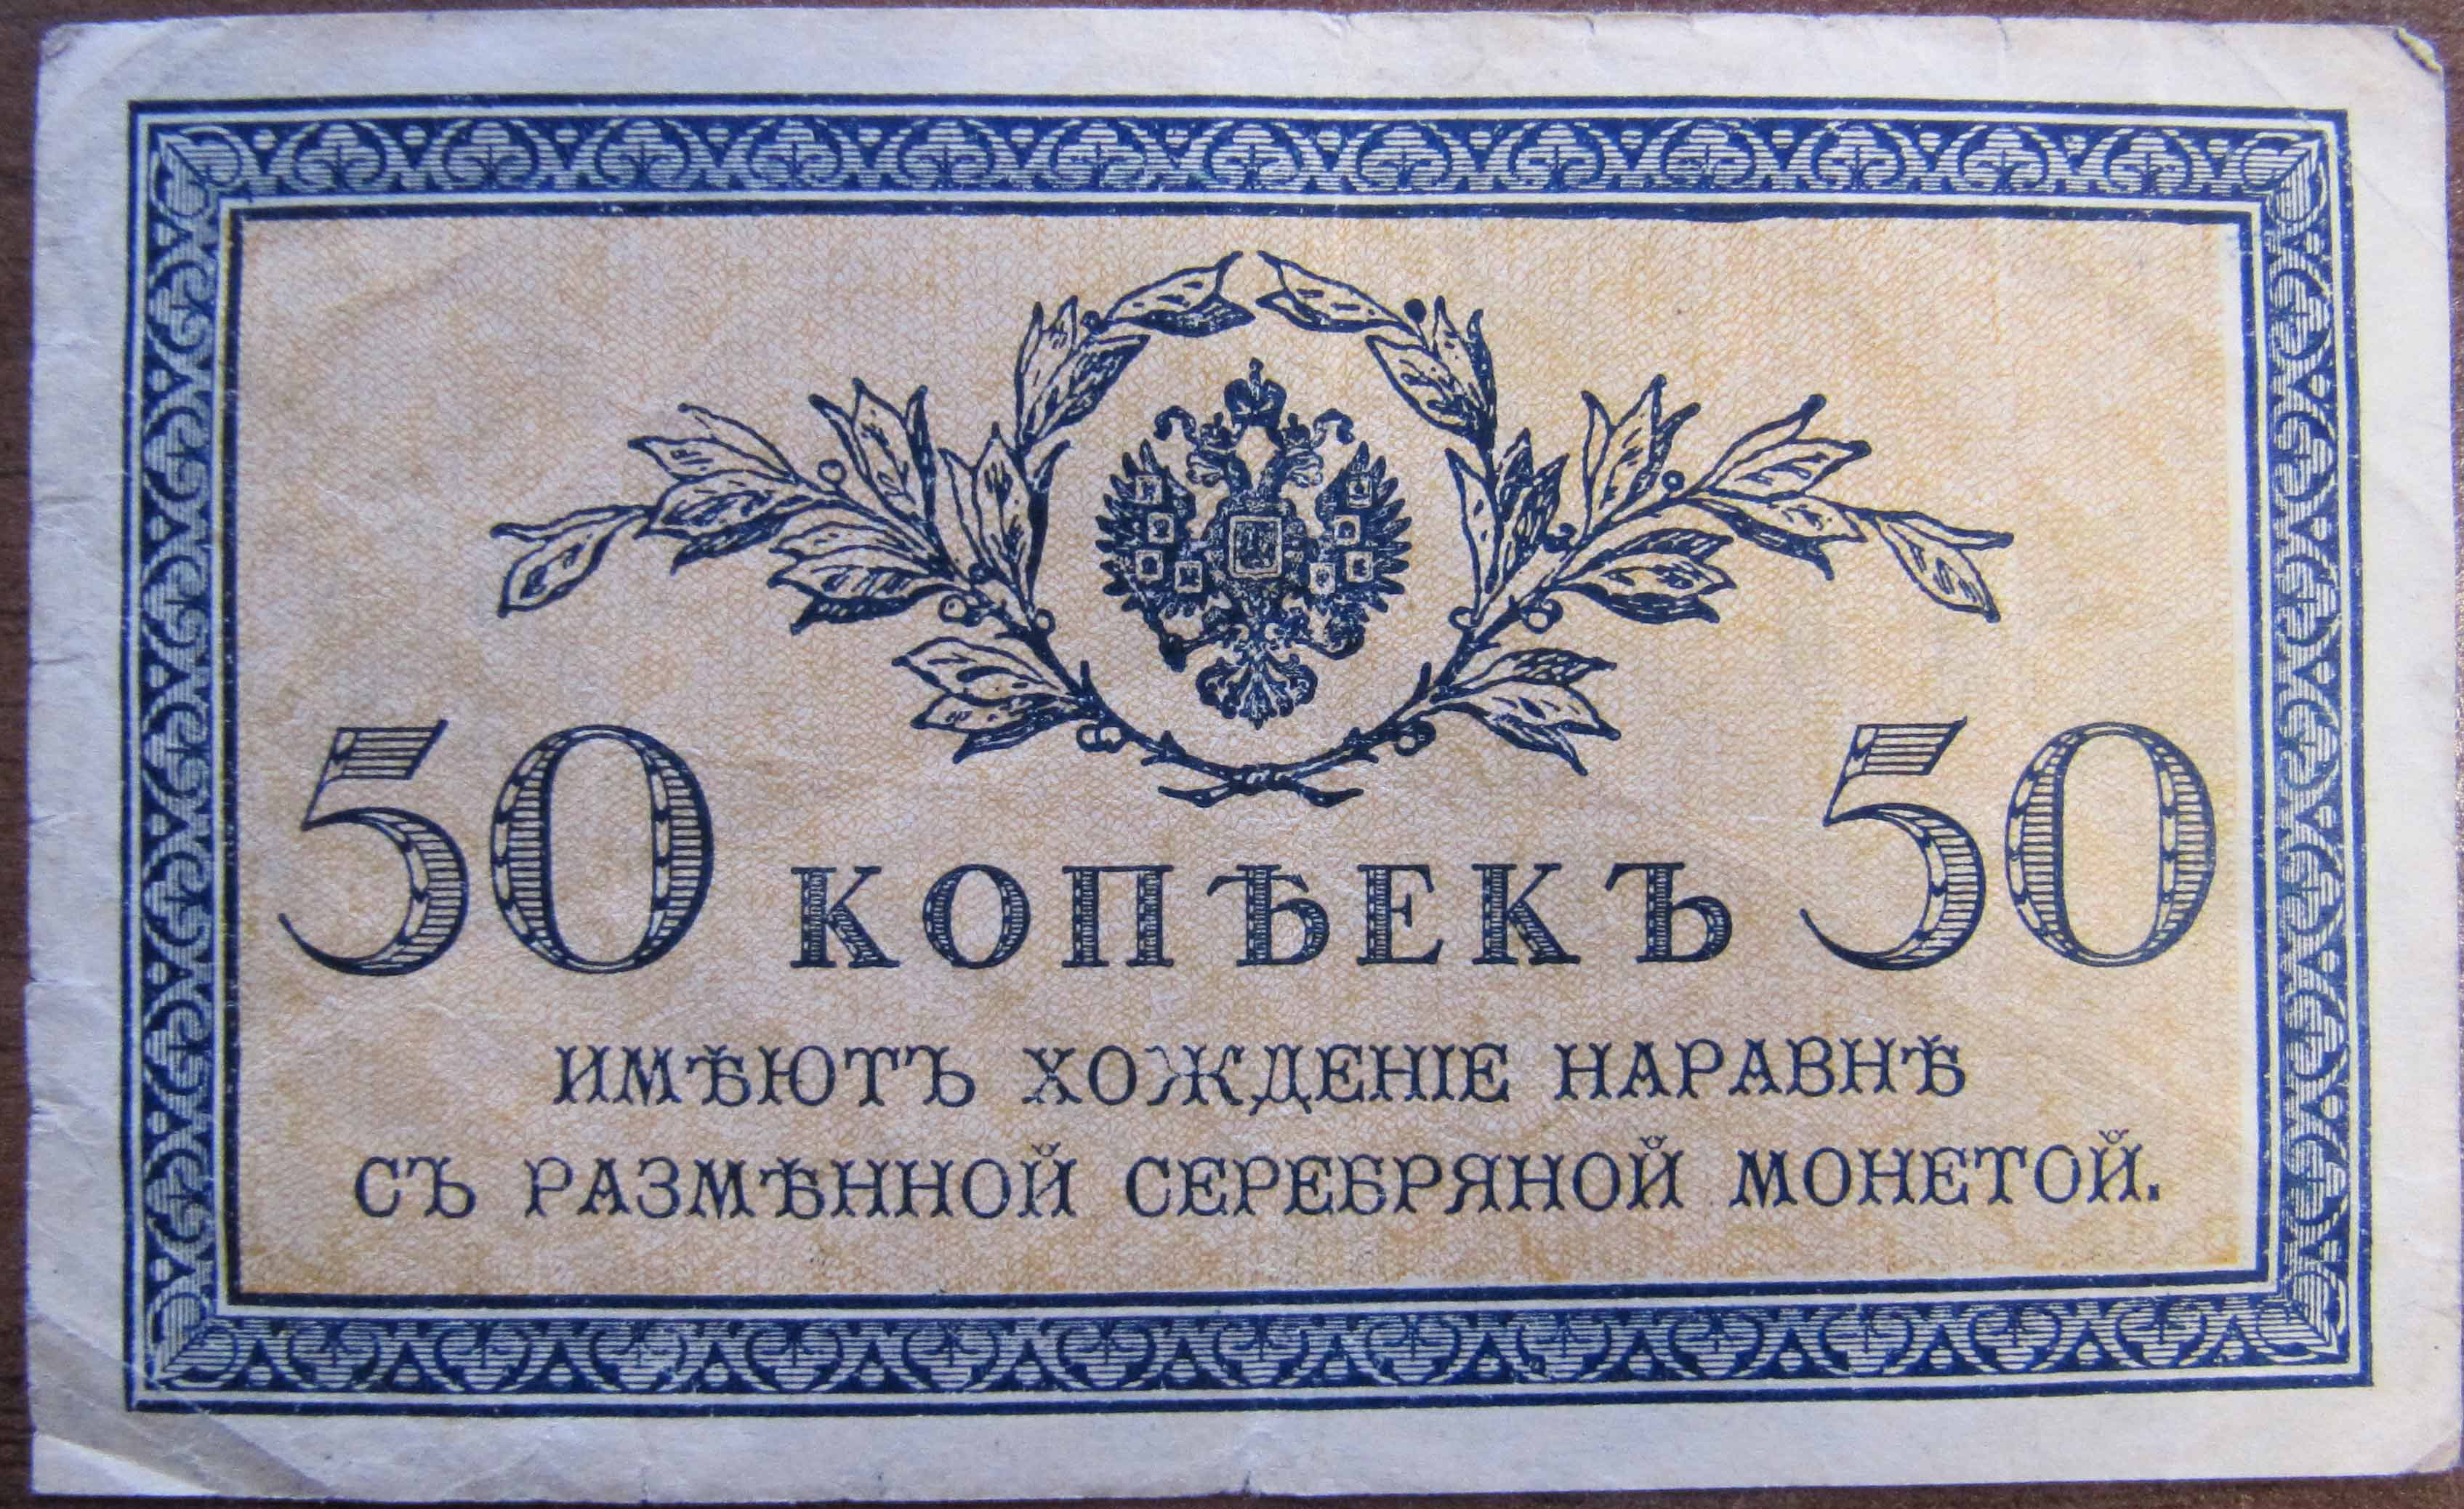 50 КОПѢЕКЪ 50
ИМѢЮТЪ ХОЖДЕНІЕ НАРАВНѢ
СЪ РАЗМѢННОЙ СЕРЕБРЯНОЙ МОНЕТОЙ.